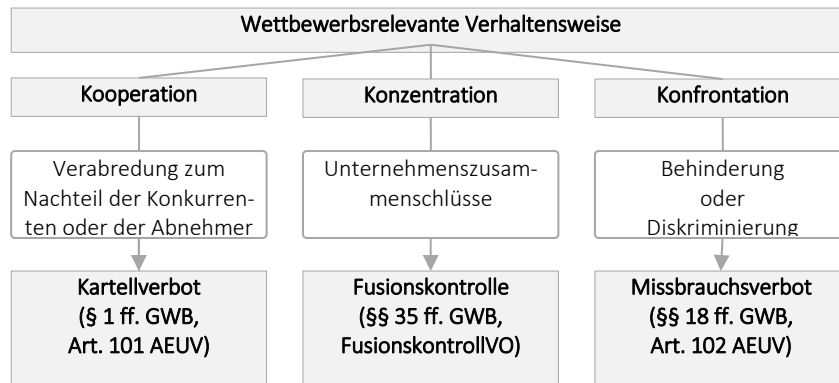 Wettbewerbsrelevante Verhaltensweise
Kooperation
Konzentration
Konfrontation
Verabredung zum
Nachteil der Konkurren-
ten oder der Abnehmer
Unternehmenszusam-
menschlüsse
Behinderung
oder
Diskriminierung
Kartellverbot
(§ 1 ff. GWB,
Art. 101 AEUV)
Fusionskontrolle
(§§ 35 ff. GWB,
FusionskontrollVO)
Missbrauchsverbot
(§§ 18 ff. GWB,
Art. 102 AEUV)